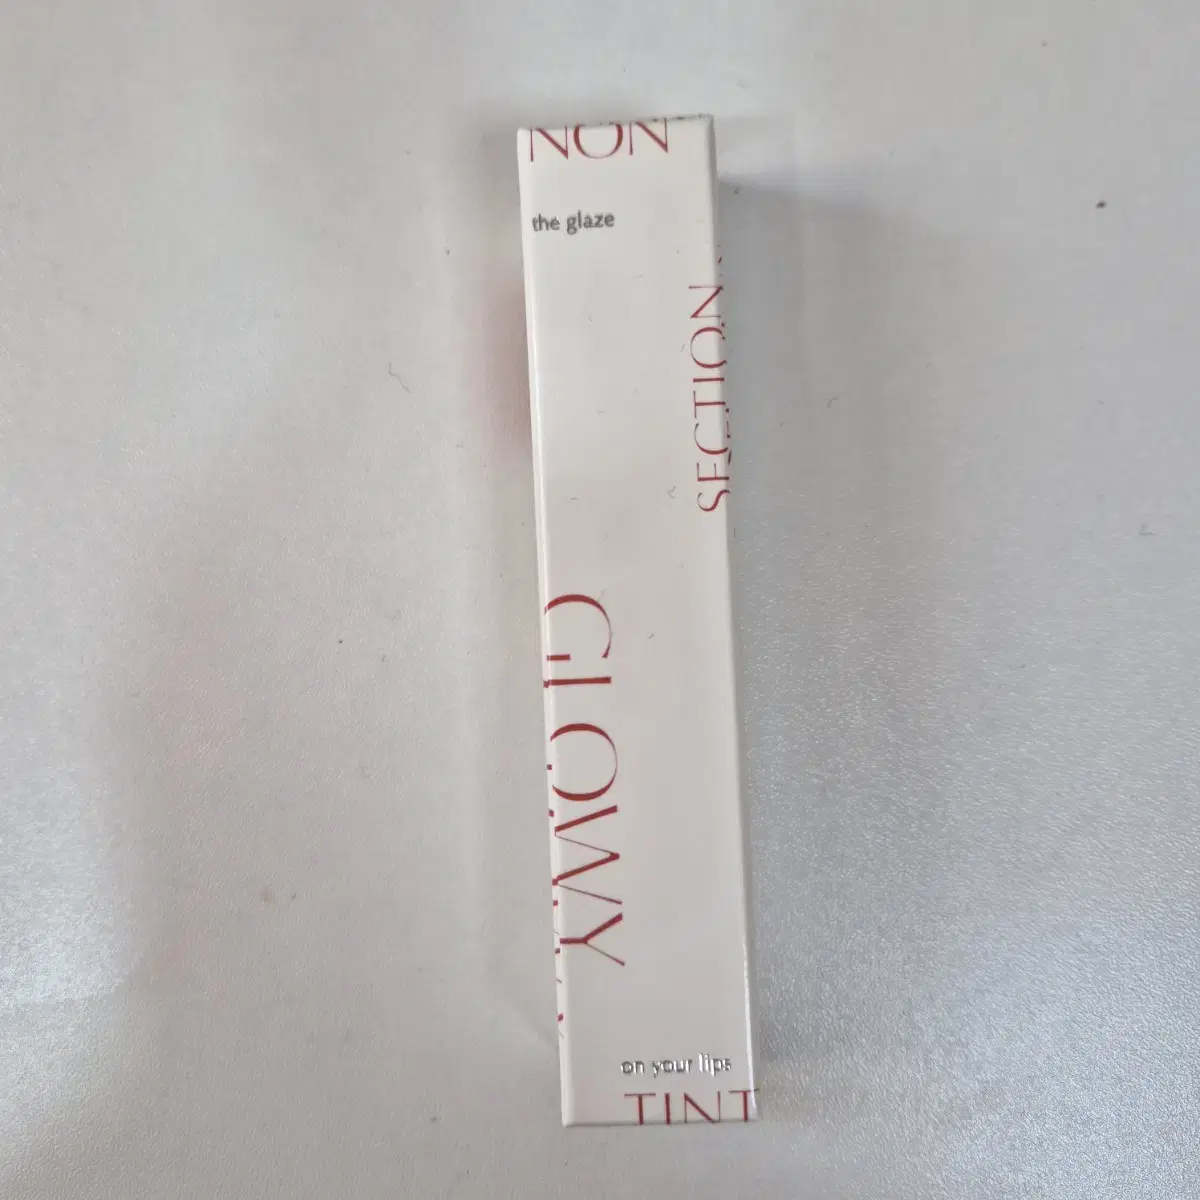 NON
the glaze
SECTION
GLOWY
on your lips
TINT